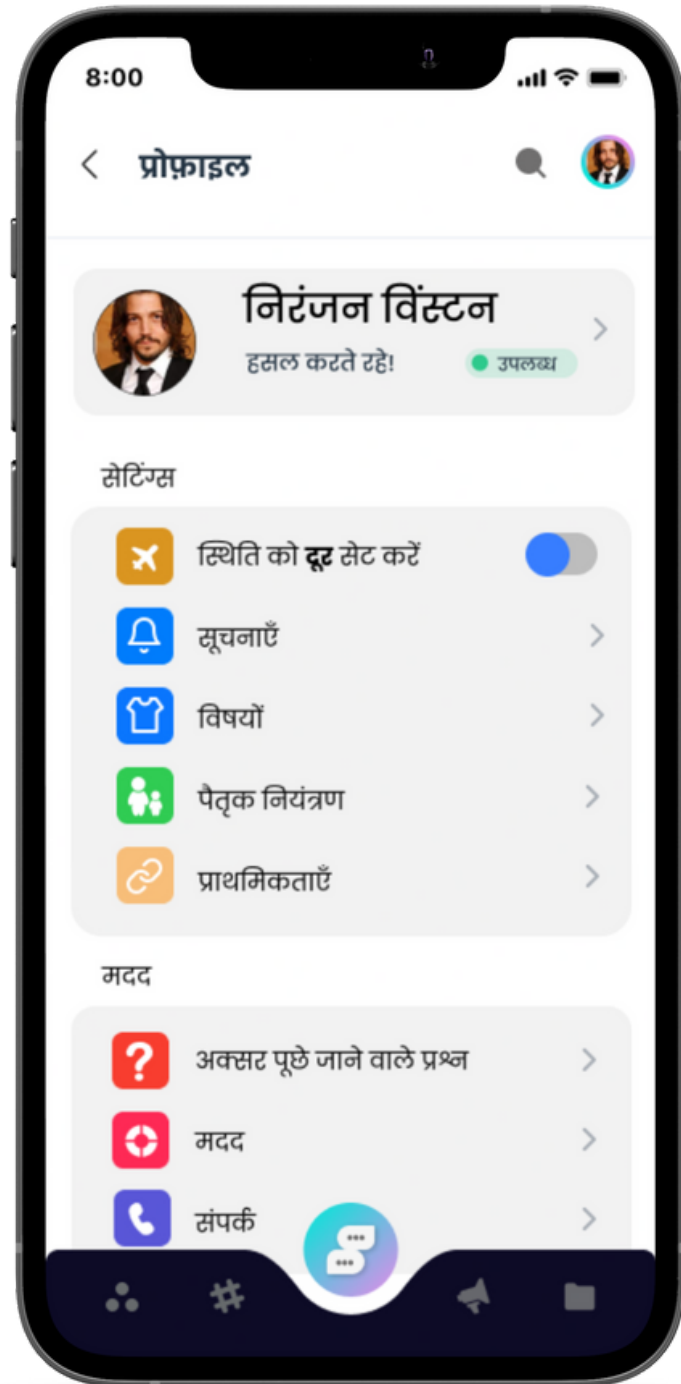 8:00
प्रोफ़ाइल
निरंजन विंस्टन
हसल करते रहे!
उपलब्ध
सेटिंग्स
स्थिति को दूर सेट करें
सूचनाएँ
विषयों
पैतृक नियंत्रण
प्राथमिकताएँ
मदद
अक्सर पूछे जाने वाले प्रश्न
मदद
संपर्क